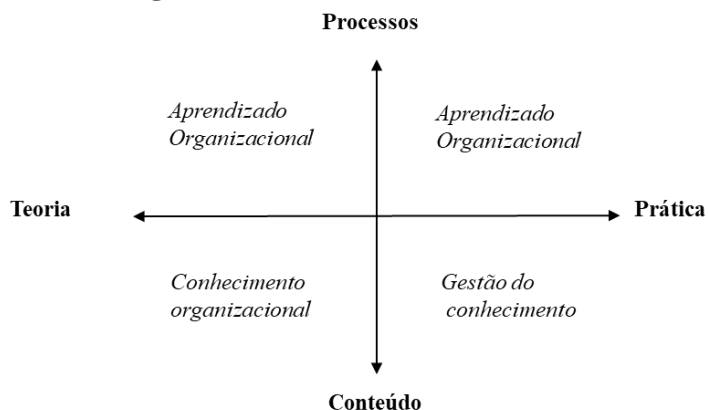 Processos
Aprendizado
Organizacional
Aprendizado
Organizacional
Teoria
Prática
Conhecimento
organizacional
Gestão do
conhecimento
Conteúdo